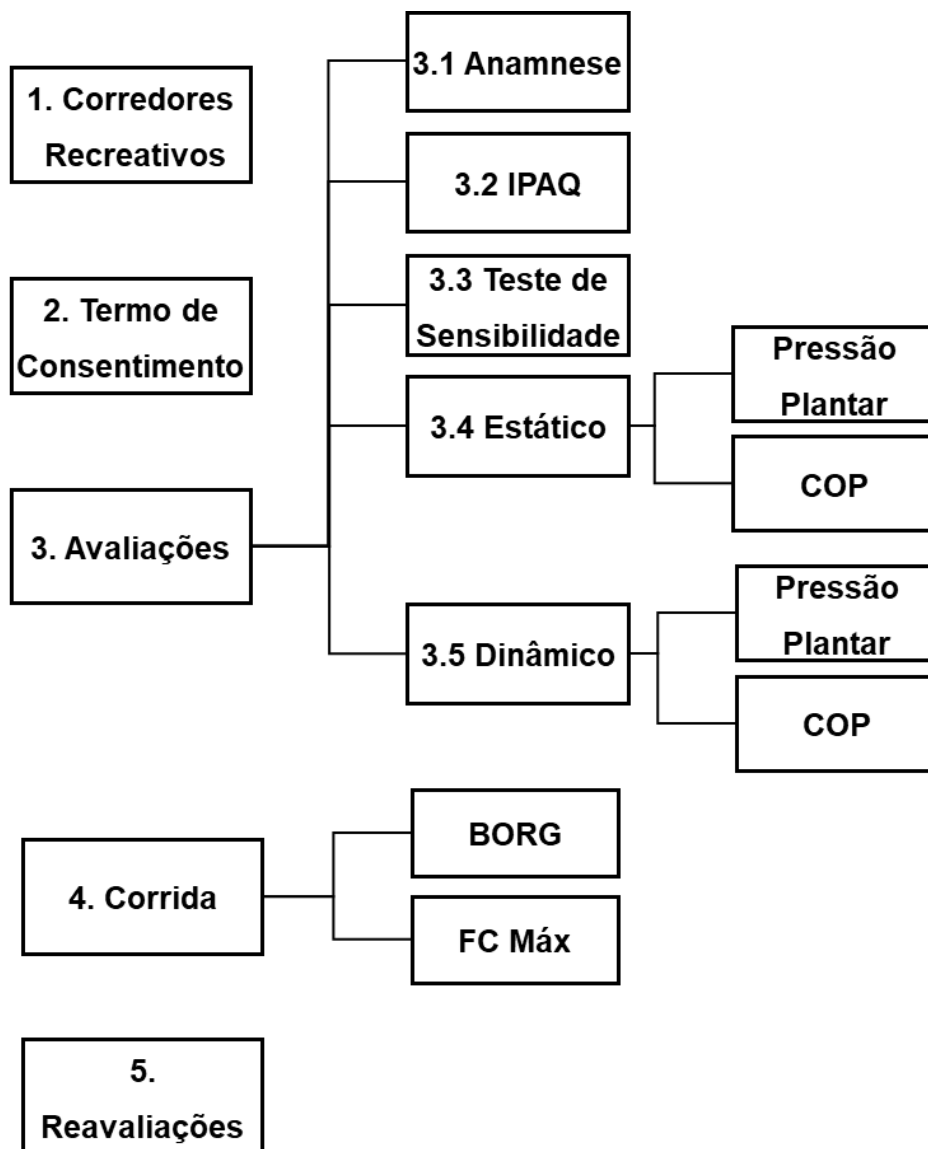 1. Corredores
Recreativos
2. Termo de
Consentimento
3. Avaliações
3.1 Anamnese
3.2 IPAQ
3.3 Teste de
Sensibilidade
3.4 Estático
Pressão
Plantar
COP
3.5 Dinâmico
Pressão
Plantar
COP
4. Corrida
BORG
FC Máx
5.
Reavaliações